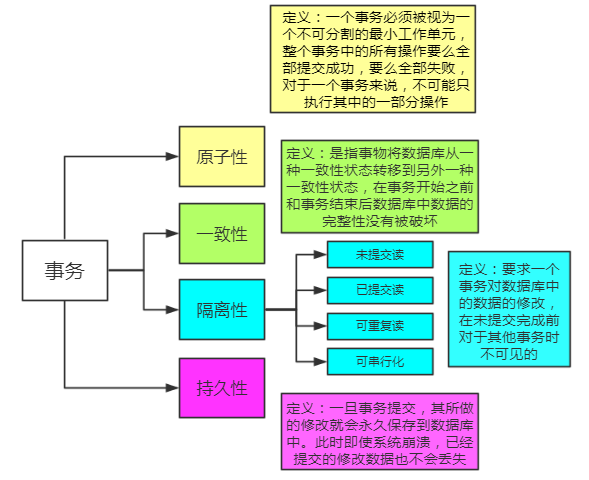 定义：一个事务必须被视为一
个不可分割的最小工作单元，
整个事务中的所有操作要么全
部提交成功，要么全部失败，
对于一个事务来说，不可能只
执行其中的一部分操作
原子性
定义：是指事物将数据库从一
种一致性状态转移到另外一种
一致性状态，在事务开始之前
和事务结束后数据库中数据的
完整性没有被破坏
一致性
事务
隔离性
未提交读
已提交读
可重复读
可串行化
定义：要求一个
事务对数据库中
的数据的修改，
在未提交完成前
对于其他事务时
不可见的
持久性
定义：一旦事务提交，其所做
的修改就会永久保存到数据库
中。此时即使系统崩溃，已经
提交的修改数据也不会丢失